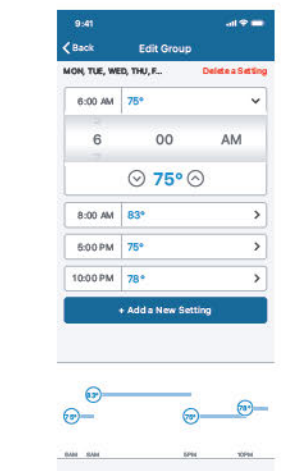 9:41
Back Edit Group
MON, TUE, WED, THU, F... Delete a Setting
6:00 AM 75°
6 00 AM
75°
8:00 AM 83°
5:00 PM 75°
10:00 PM 78°
+ Add a New Setting
83°
75° 75° 78°
6AM 8AM 5PM 10PM